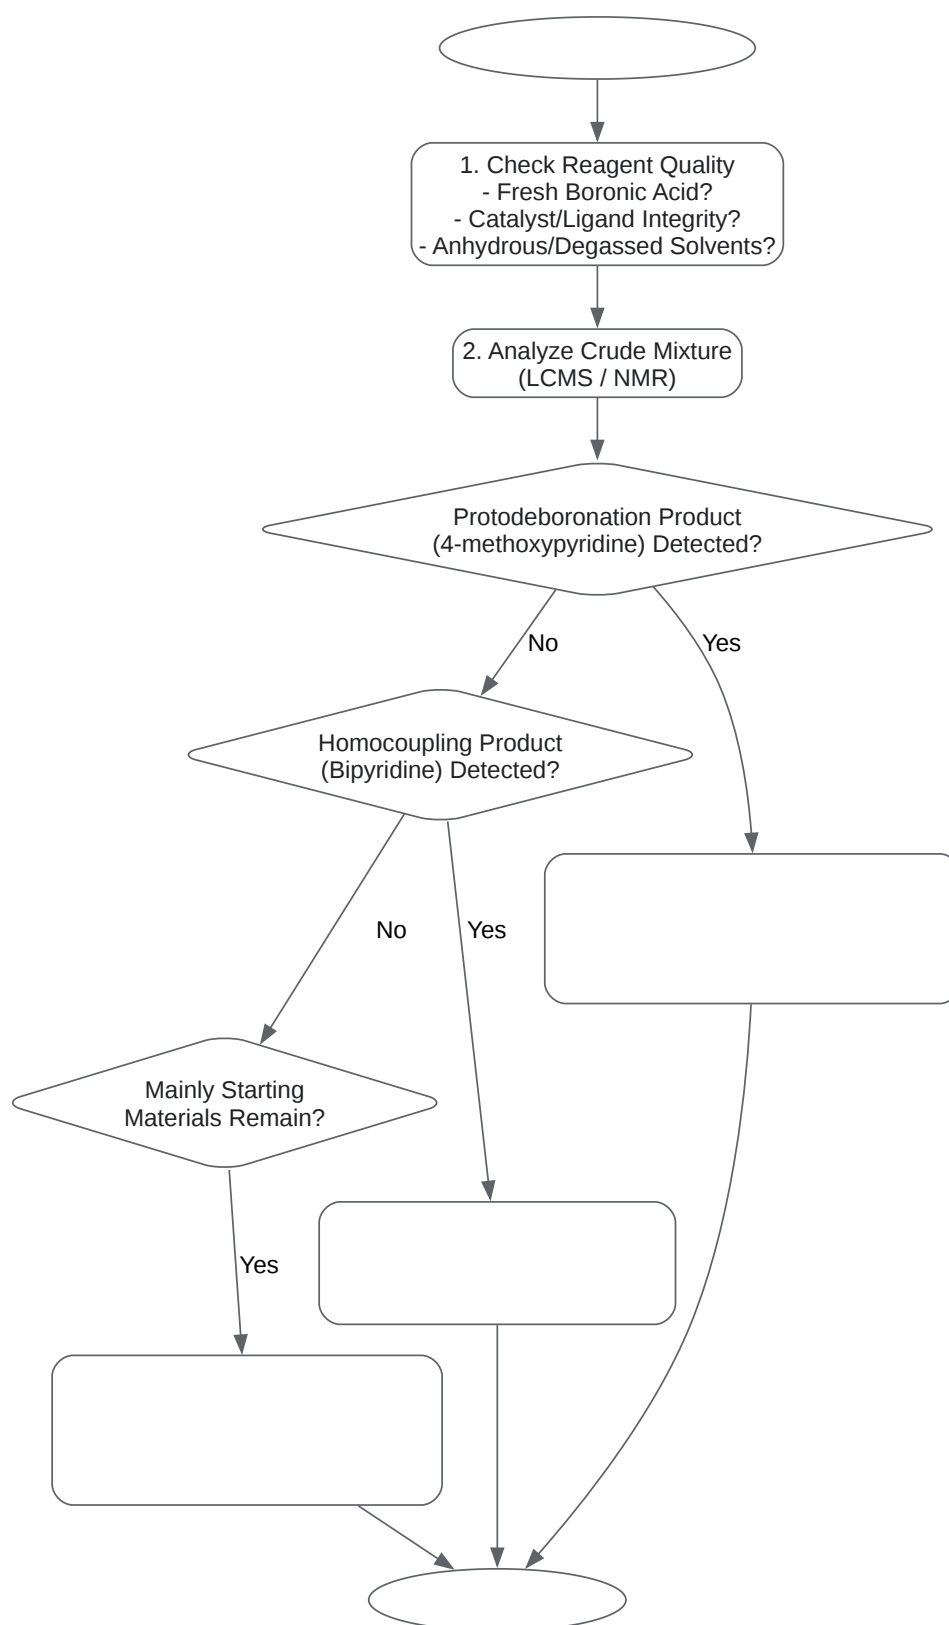 1. Check Reagent Quality
- Fresh Boronic Acid?
- Catalyst/Ligand Integrity?
- Anhydrous/Degassed Solvents?
2. Analyze Crude Mixture
(LCMS / NMR)
Protodeboronation Product
(4-methoxypyridine) Detected?
No
Yes
Homocoupling Product
(Bipyridine) Detected?
No
Yes
Mainly Starting
Materials Remain?
Yes